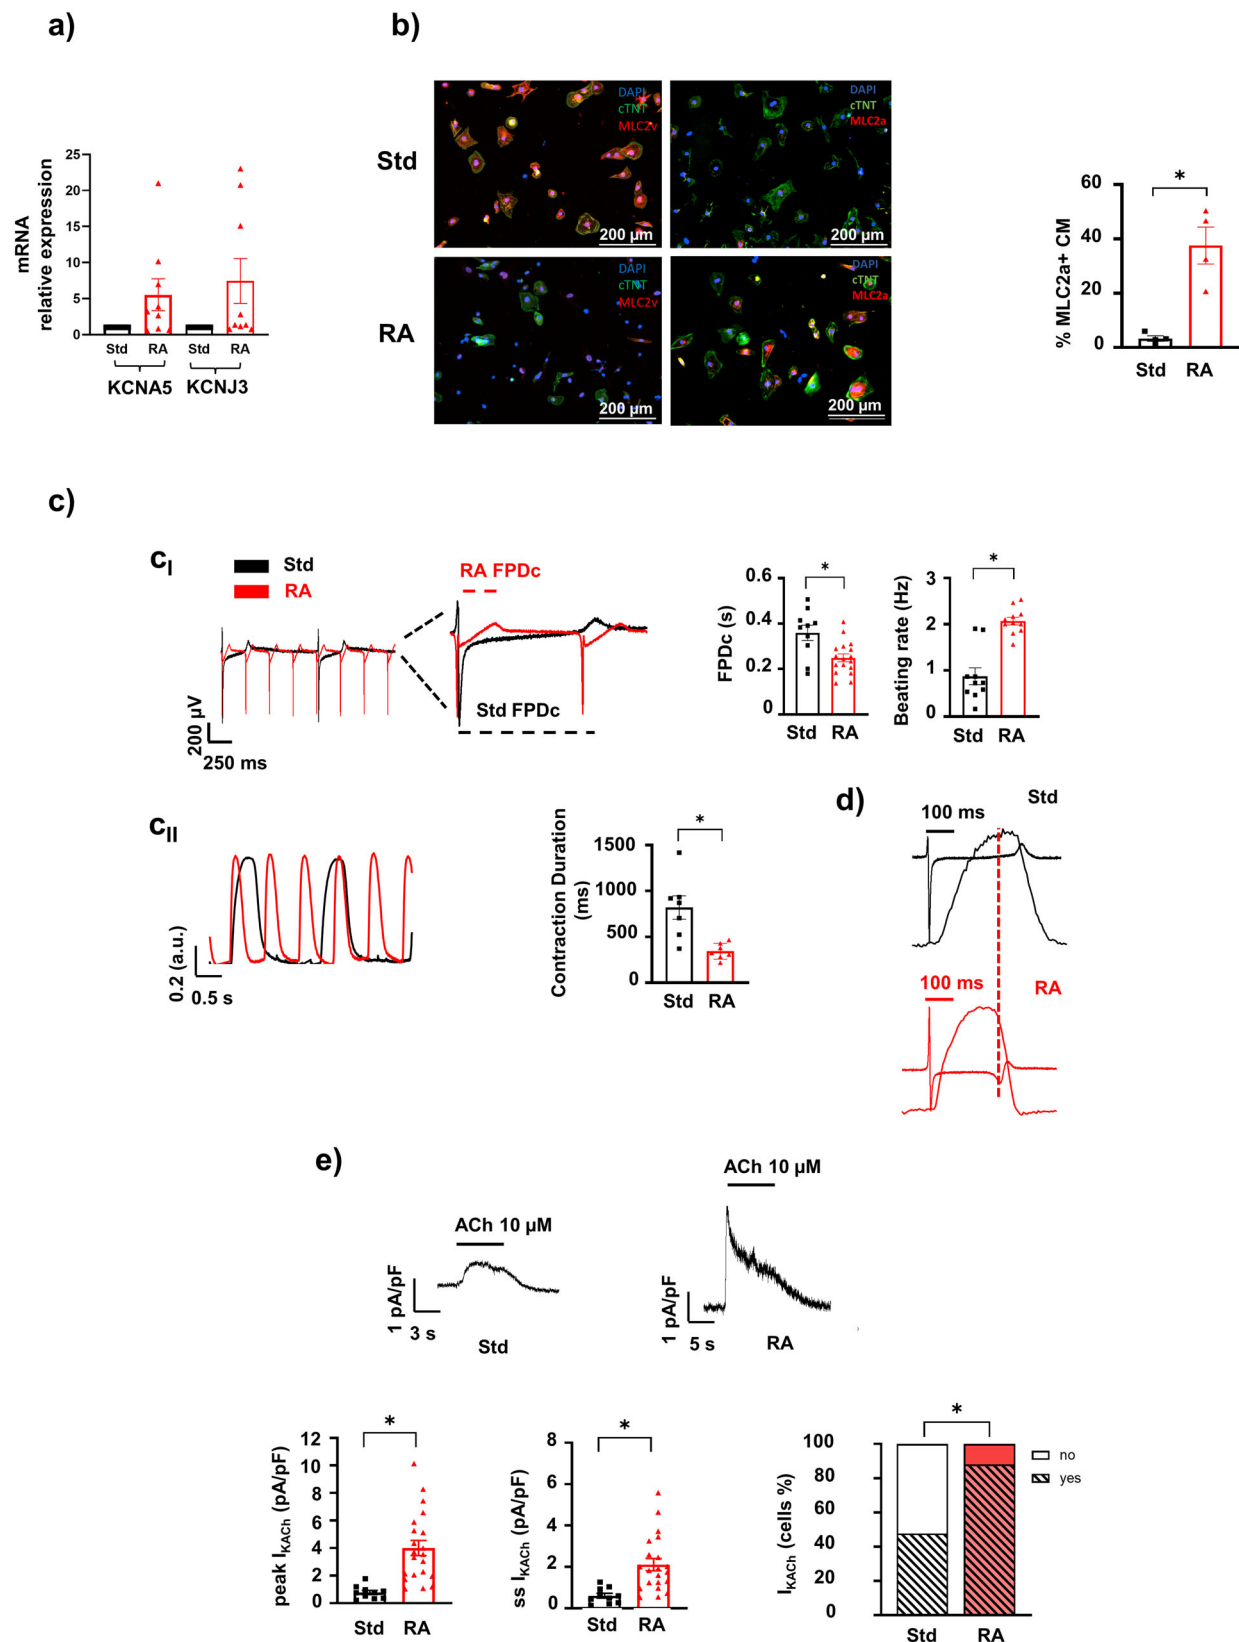 a)
mRNA
relative expression
25
20
15
10
5
0
Std RA Std RA
KCNA5 KCNJ3
b)
Std
DAPI
cTNT
MLC2v
200 µm
DAPI
cTNT
MLC2a
200 µm
RA
DAPI
cTNT
MLC2v
200 µm
DAPI
cTNT
MLC2a
200 µm
% MLC2a+ CM
60
40
20
0
*
Std RA
c)
cI
Std
RA
200 µV
250 ms
RA FPDc
Std FPDc
FPDc (s)
0.6
0.4
0.2
0
*
Std RA
Beating rate (Hz)
3
2
1
0
*
Std RA
cII
0.2 (a.u.)
0.5 s
Contraction Duration
(ms)
1500
1000
500
0
*
Std RA
d)
Std
100 ms
RA
100 ms
e)
ACh 10 µM
1 pA/pF
3 s
Std
ACh 10 µM
1 pA/pF
5 s
RA
peak IKACh (pA/pF)
12
10
8
6
4
2
0
*
Std RA
ss IKACh (pA/pF)
8
6
4
2
0
*
Std RA
IKACh (cells %)
100
80
60
40
20
0
*
Std RA
no
yes